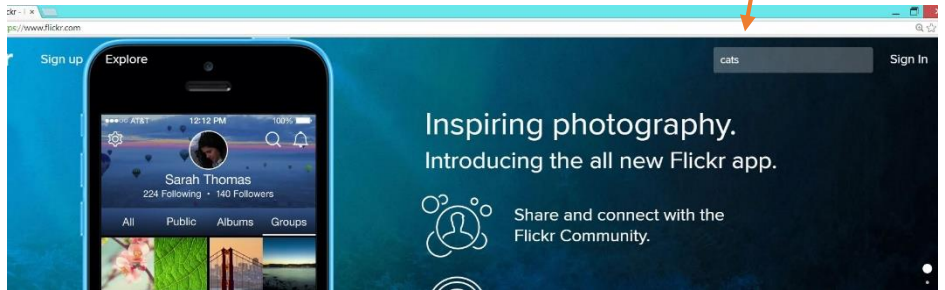 ckr -
ps://www.flickr.com
r Sign up Explore cats Sign In
AT&T 12:12 PM 100%
Sarah Thomas
224 Following • 140 Followers
All Public Albums Groups
Inspiring photography.
Introducing the all new Flickr app.
Share and connect with the
Flickr Community.